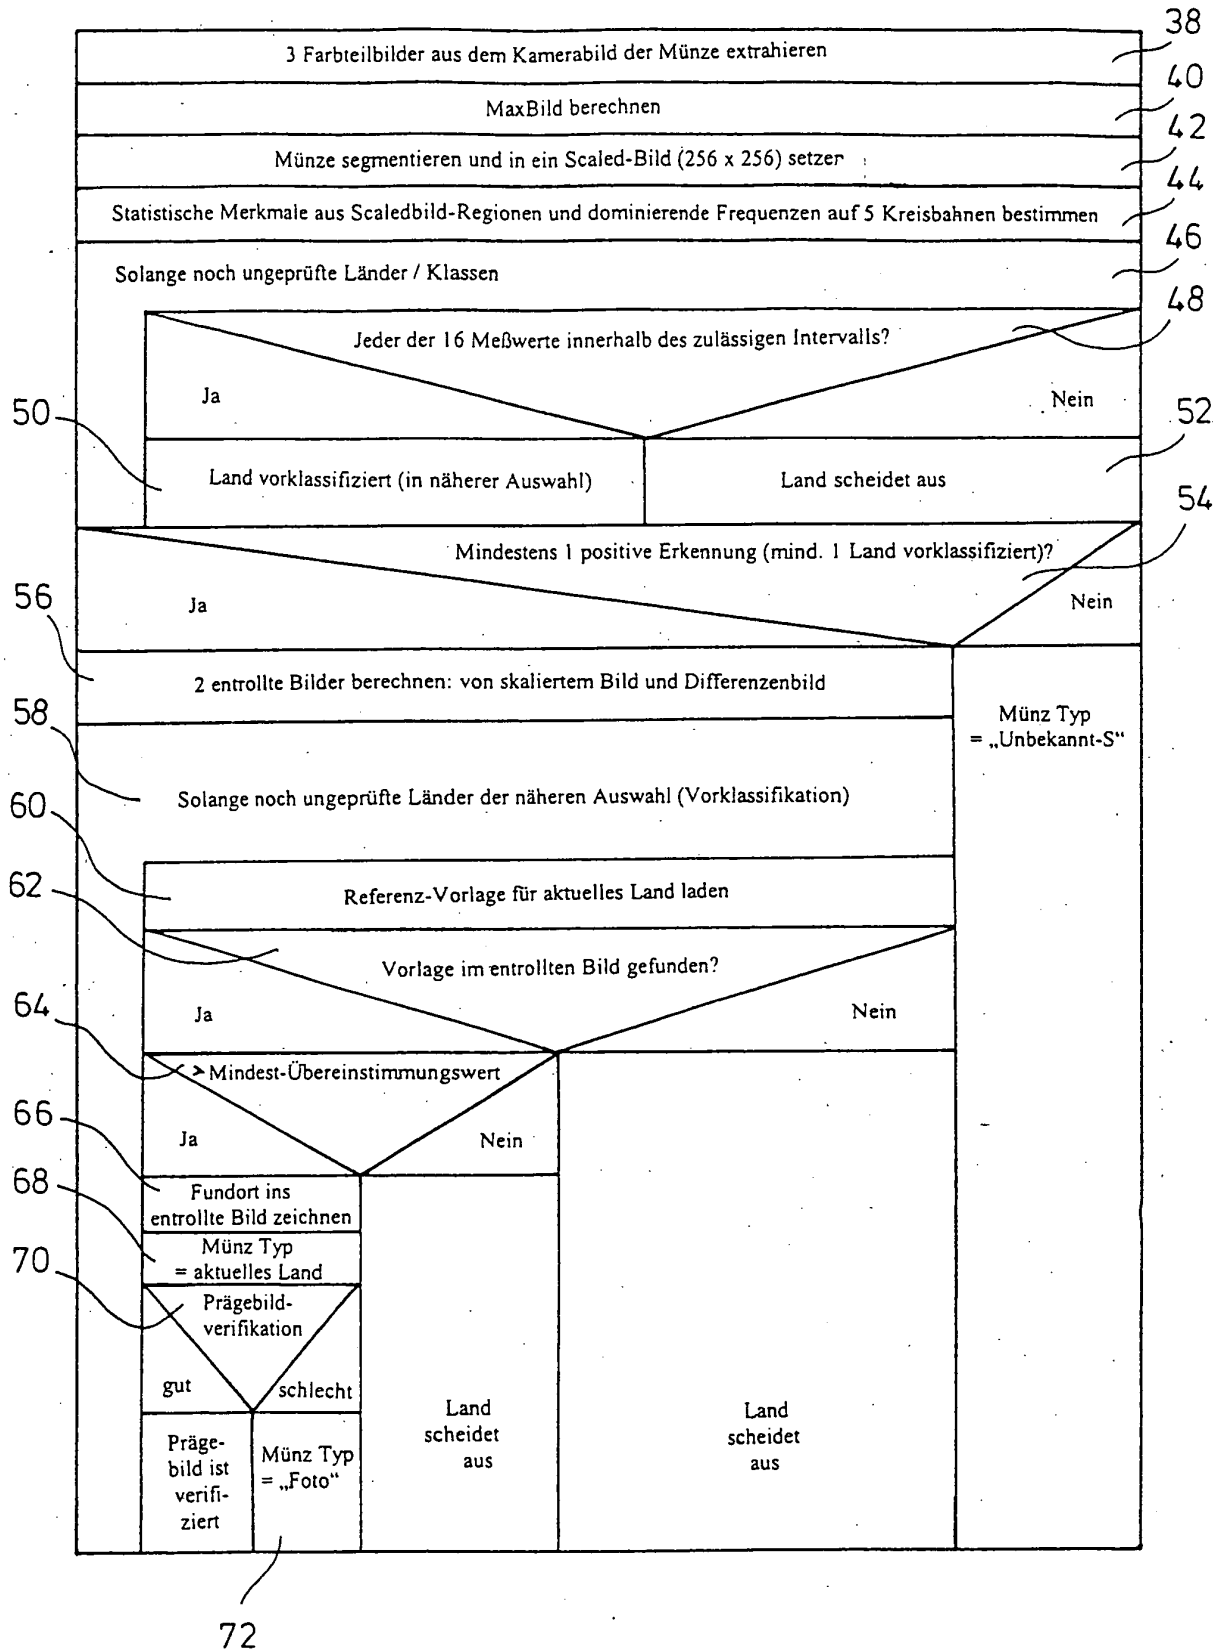 38
3 Farbteilbilder aus dem Kamerabild der Münze extrahieren
40
MaxBild berechnen
42
Münze segmentieren und in ein Scaled-Bild (256 x 256) setzer
44
Statistische Merkmale aus Scaledbild-Regionen und dominierende Frequenzen auf 5 Kreisbahnen bestimmen
46
Solange noch ungeprüfte Länder / Klassen
48
Jeder der 16 Meßwerte innerhalb des zulässigen Intervalls?
Ja
Nein
50
52
Land vorklassifiziert (in näherer Auswahl)
Land scheidet aus
54
Mindestens 1 positive Erkennung (mind. 1 Land vorklassifiziert)?
56
Ja
Nein
2 entrollte Bilder berechnen: von skaliertem Bild und Differenzenbild
58
Münz Typ
= „Unbekannt-S“
Solange noch ungeprüfte Länder der näheren Auswahl (Vorklassifikation)
60
62
Referenz-Vorlage für aktuelles Land laden
Vorlage im entrollten Bild gefunden?
64
Ja
Nein
> Mindest-Übereinstimmungswert
66
Ja
Nein
68
Fundort ins
entrollte Bild zeichnen
70
Münz Typ
= aktuelles Land
Prägebild-
verifikation
gut
schlecht
Präge-
bild ist
verifi-
ziert
Münz Typ
= „Foto“
Land
scheidet
aus
Land
scheidet
aus
72